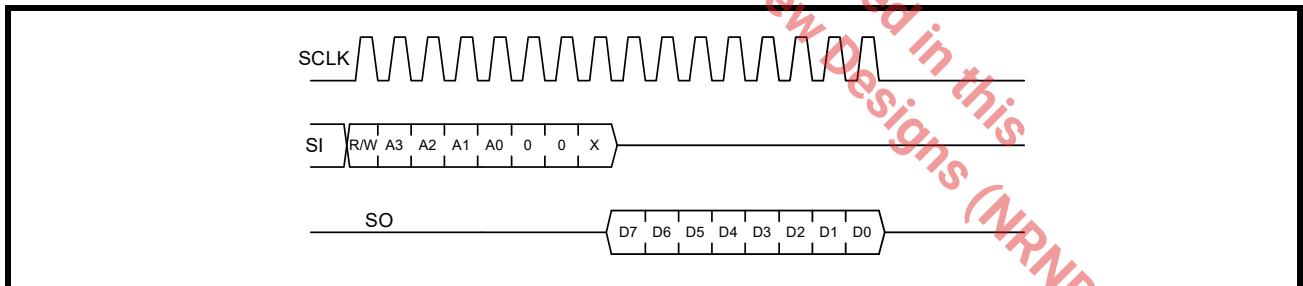 SCLK
SI R/W A3 A2 A1 A0 0 0 X
SO D7 D6 D5 D4 D3 D2 D1 D0
ed in this
ew Designs (NRND